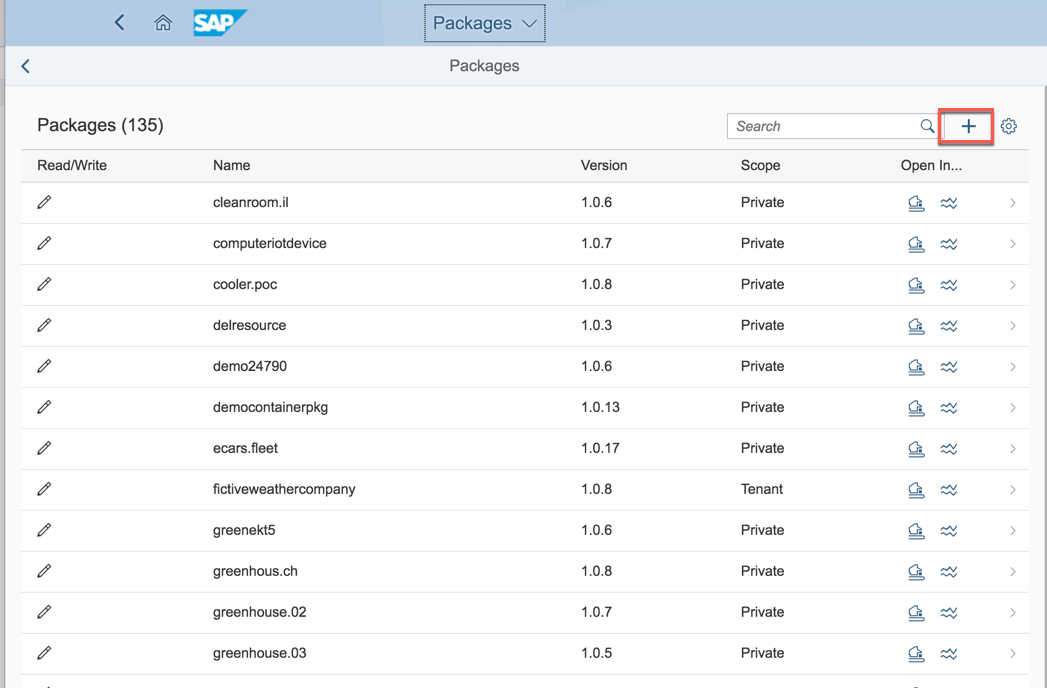 SAP Packages
Packages
Packages (135) Search
Read/Write Name Version Scope Open In...
cleanroom.il 1.0.6 Private
computeriotdevice 1.0.7 Private
cooler.poc 1.0.8 Private
delresource 1.0.3 Private
demo24790 1.0.6 Private
democontainerpkg 1.0.13 Private
ecars.fleet 1.0.17 Private
fictiveweathercompany 1.0.8 Tenant
greenekt5 1.0.6 Private
greenhous.ch 1.0.8 Private
greenhouse.02 1.0.7 Private
greenhouse.03 1.0.5 Private